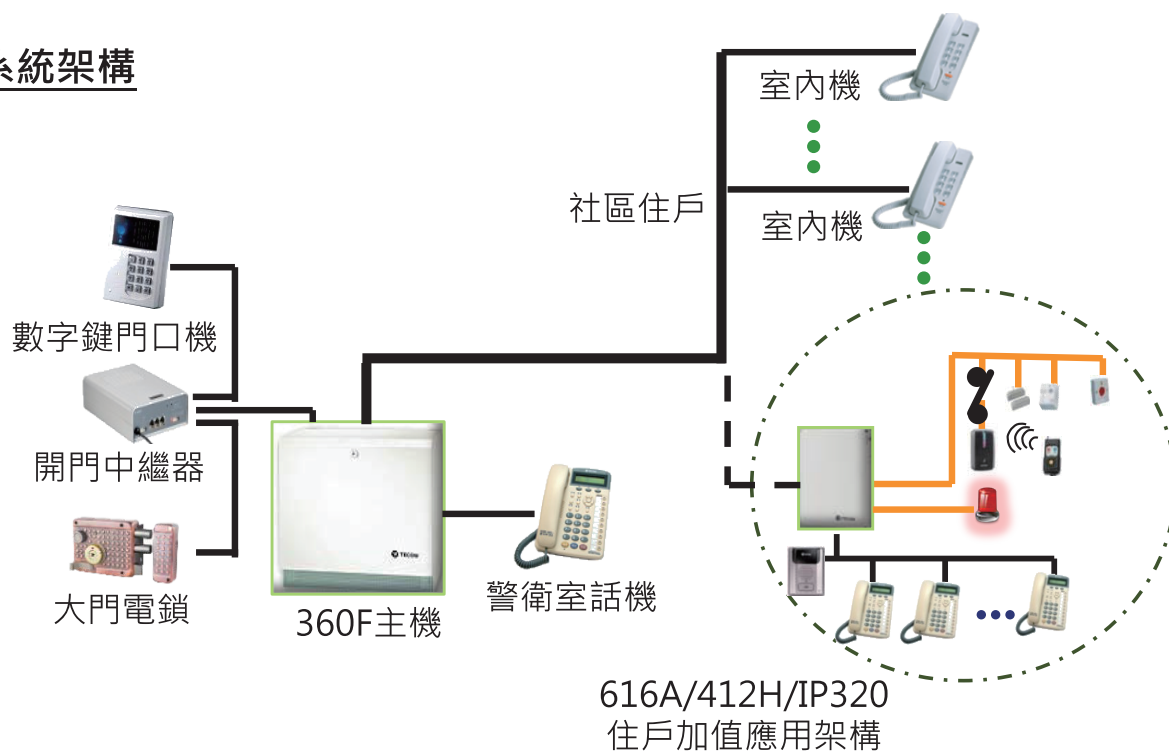 系統架構
室內機
社區住戶
室內機
數字鍵門口機
開門中繼器
TECOM
大門電鎖
360F主機
警衛室話機
TECOM
616A/412H/IP320
住戶加值應用架構